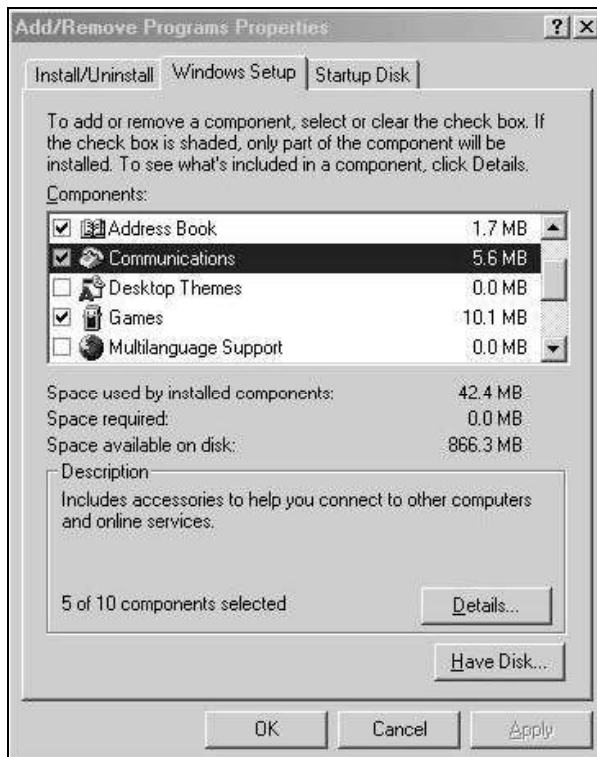 Add/Remove Programs Properties
Install/Uninstall Windows Setup Startup Disk
To add or remove a component, select or clear the check box. If
the check box is shaded, only part of the component will be
installed. To see what's included in a component, click Details.
Components:
Address Book 1.7 MB
Communications 5.6 MB
Desktop Themes 0.0 MB
Games 10.1 MB
Multilanguage Support 0.0 MB
Space used by installed components: 42.4 MB
Space required: 0.0 MB
Space available on disk: 866.3 MB
Description
Includes accessories to help you connect to other computers
and online services.
5 of 10 components selected Details...
Have Disk...
OK Cancel Apply